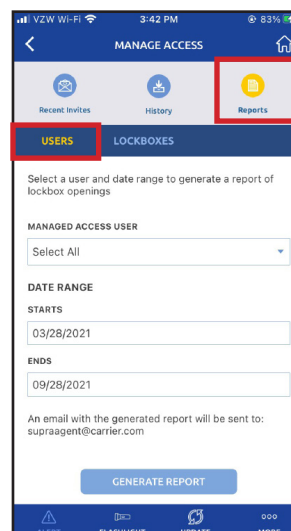 VZW Wi-Fi 3:42 PM 83%
MANAGE ACCESS
Recent Invites History Reports
USERS LOCKBOXES
Select a user and date range to generate a report of
lockbox openings
MANAGED ACCESS USER
Select All
DATE RANGE
STARTS
03/28/2021
ENDS
09/28/2021
An email with the generated report will be sent to:
supraagent@carrier.com
GENERATE REPORT
ALERT FLASHLIGHT UPDATE MORE